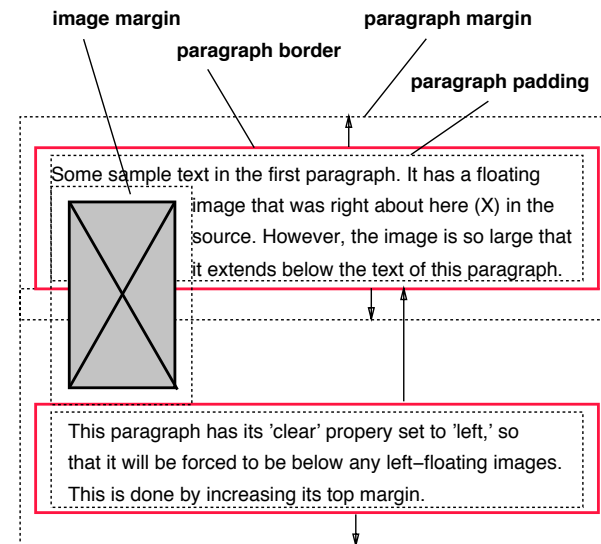 image margin
paragraph margin
paragraph border
paragraph padding
Some sample text in the first paragraph. It has a floating
image that was right about here (X) in the
source. However, the image is so large that
it extends below the text of this paragraph.
This paragraph has its ’clear’ propery set to ’left,’ so
that it will be forced to be below any left–floating images.
This is done by increasing its top margin.